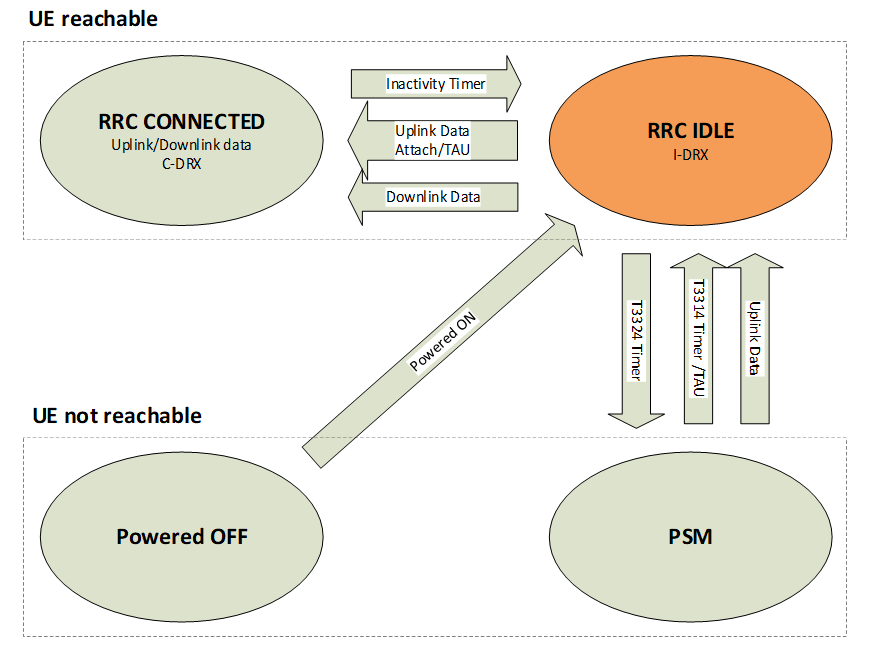 UE reachable
RRC CONNECTED
Uplink/Downlink data
C-DRX
Inactivity Timer
Uplink Data
Attach/TAU
Downlink Data
RRC IDLE
I-DRX
Powered ON
T3324 Timer
T3314 Timer /TAU
Uplink Data
UE not reachable
Powered OFF
PSM